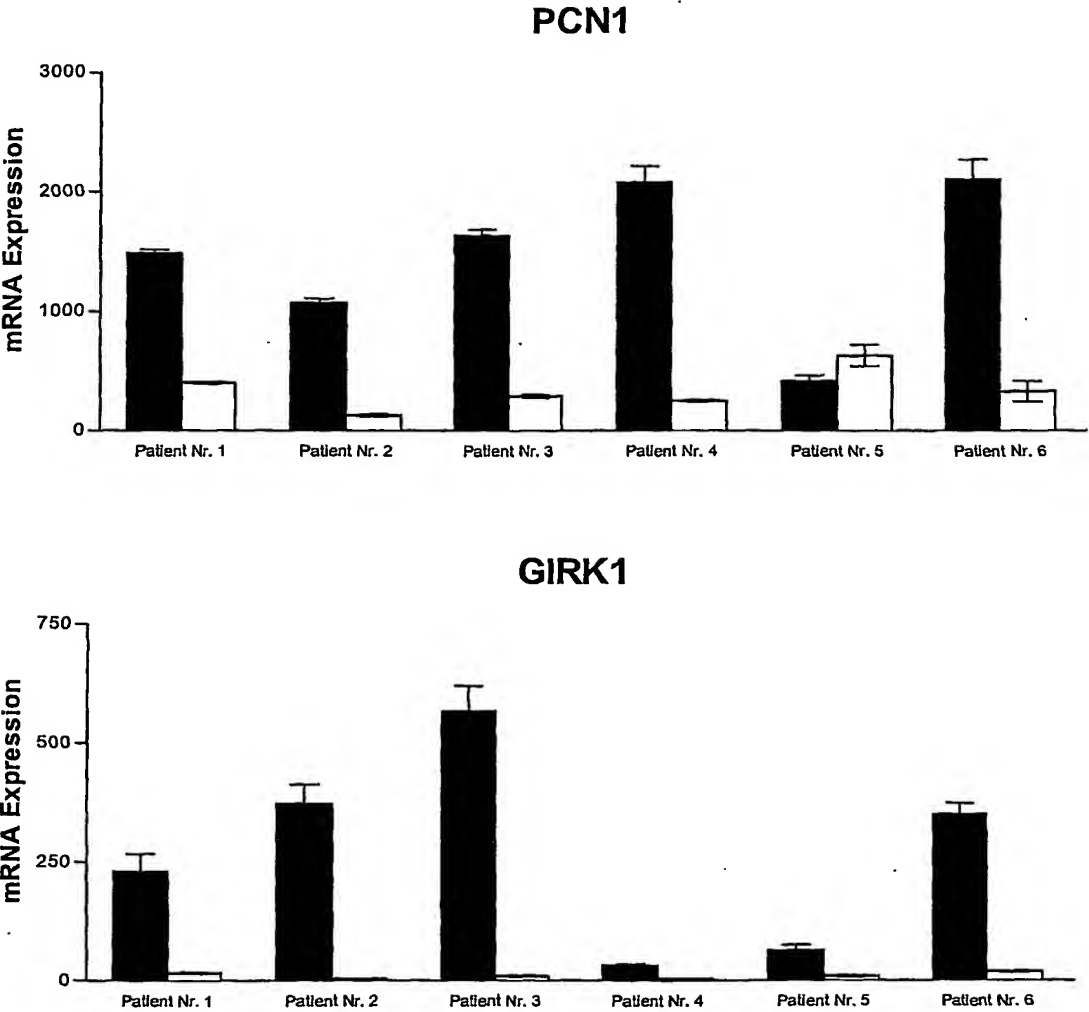 PCN1
mRNA Expression
3000
2000
1000
0
Patient Nr. 1 Patient Nr. 2 Patient Nr. 3 Patient Nr. 4 Patient Nr. 5 Patient Nr. 6
GIRK1
mRNA Expression
750
500
250
0
Patient Nr. 1 Patient Nr. 2 Patient Nr. 3 Patient Nr. 4 Patient Nr. 5 Patient Nr. 6